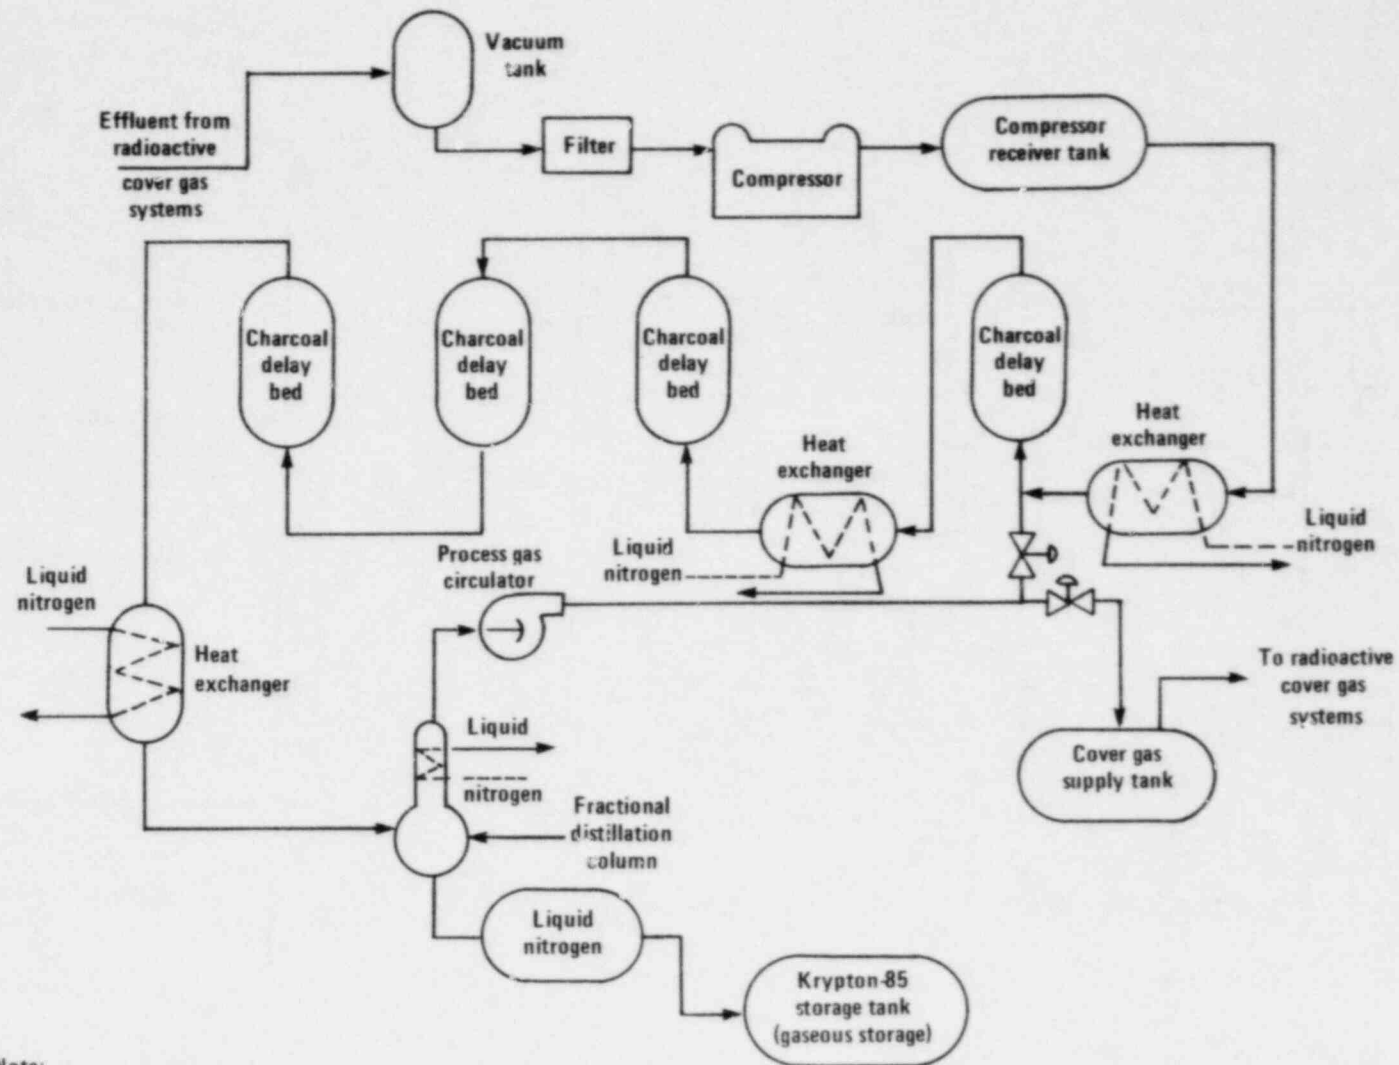 Vacuum
tank
Effluent from
radioactive
cover gas
systems
Filter
Compressor
Compressor
receiver tank
Charcoal
delay
bed
Charcoal
delay
bed
Charcoal
delay
bed
Charcoal
delay
bed
Heat
exchanger
Heat
exchanger
Liquid
nitrogen
Liquid
nitrogen
Process gas
circulator
Liquid
nitrogen
Heat
exchanger
To radioactive
cover gas
systems
Liquid
nitrogen
Cover gas
supply tank
Fractional
distillation
column
Liquid
nitrogen
Krypton-85
storage tank
(gaseous storage)